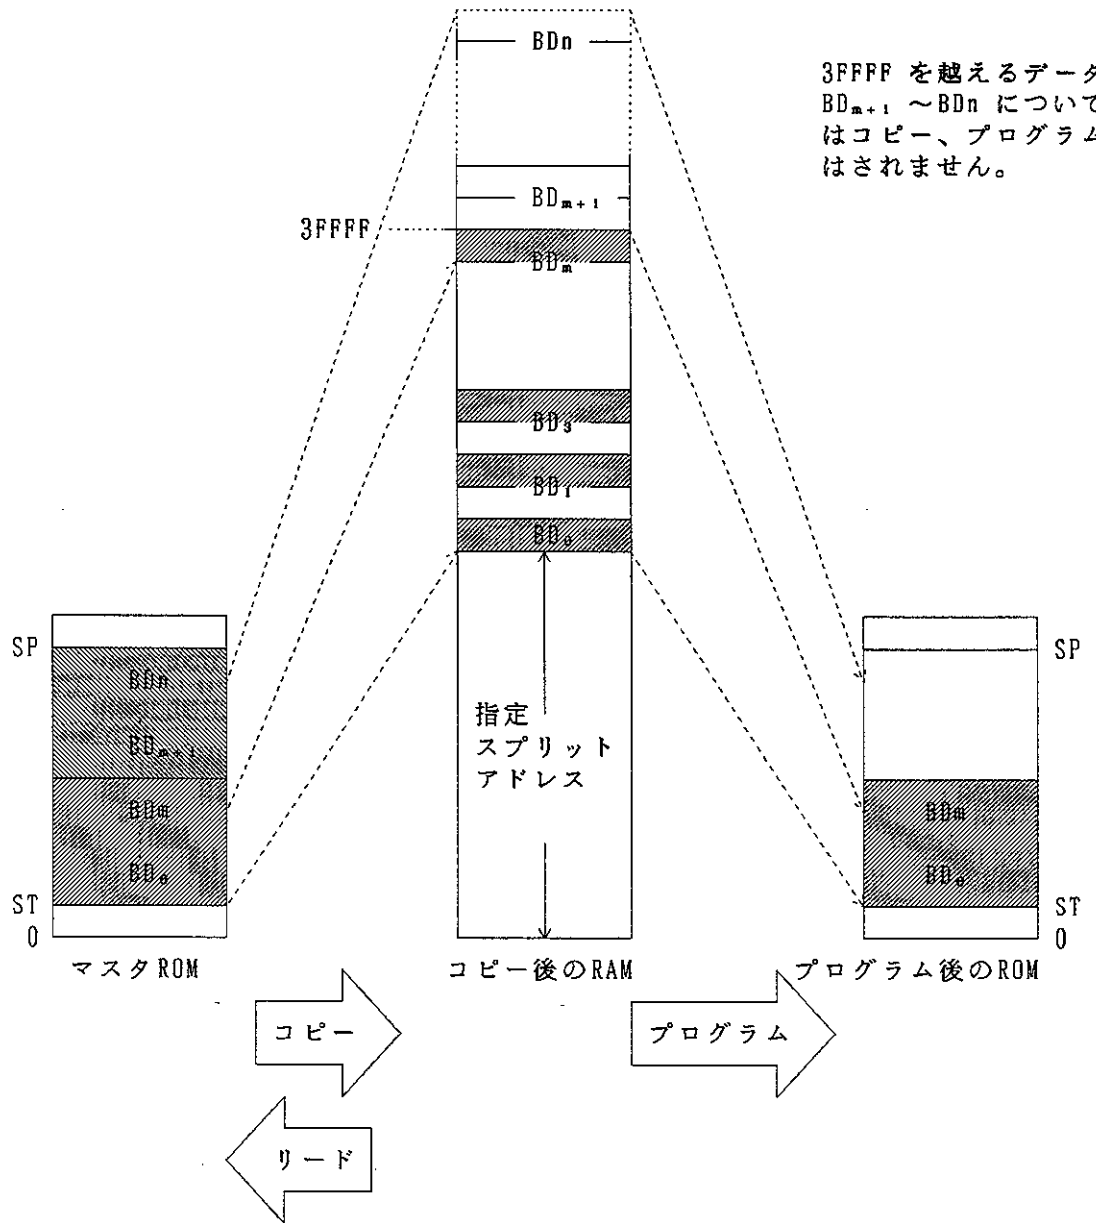 BDn
3FFFF を越えるデータ
BDₘ₊₁ ～BDn について
はコピー、プログラム
はされません。
BDₘ₊₁
3FFFF
BDₘ
BD₃
BD₁
BD₀
SP
SP
BDn
指定
スプリット
アドレス
BDₘ₊₁
BDm
BDm
BD₀
BD₀
ST
ST
0
0
マスタROM
コピー後のRAM
プログラム後のROM
コピー
プログラム
リード